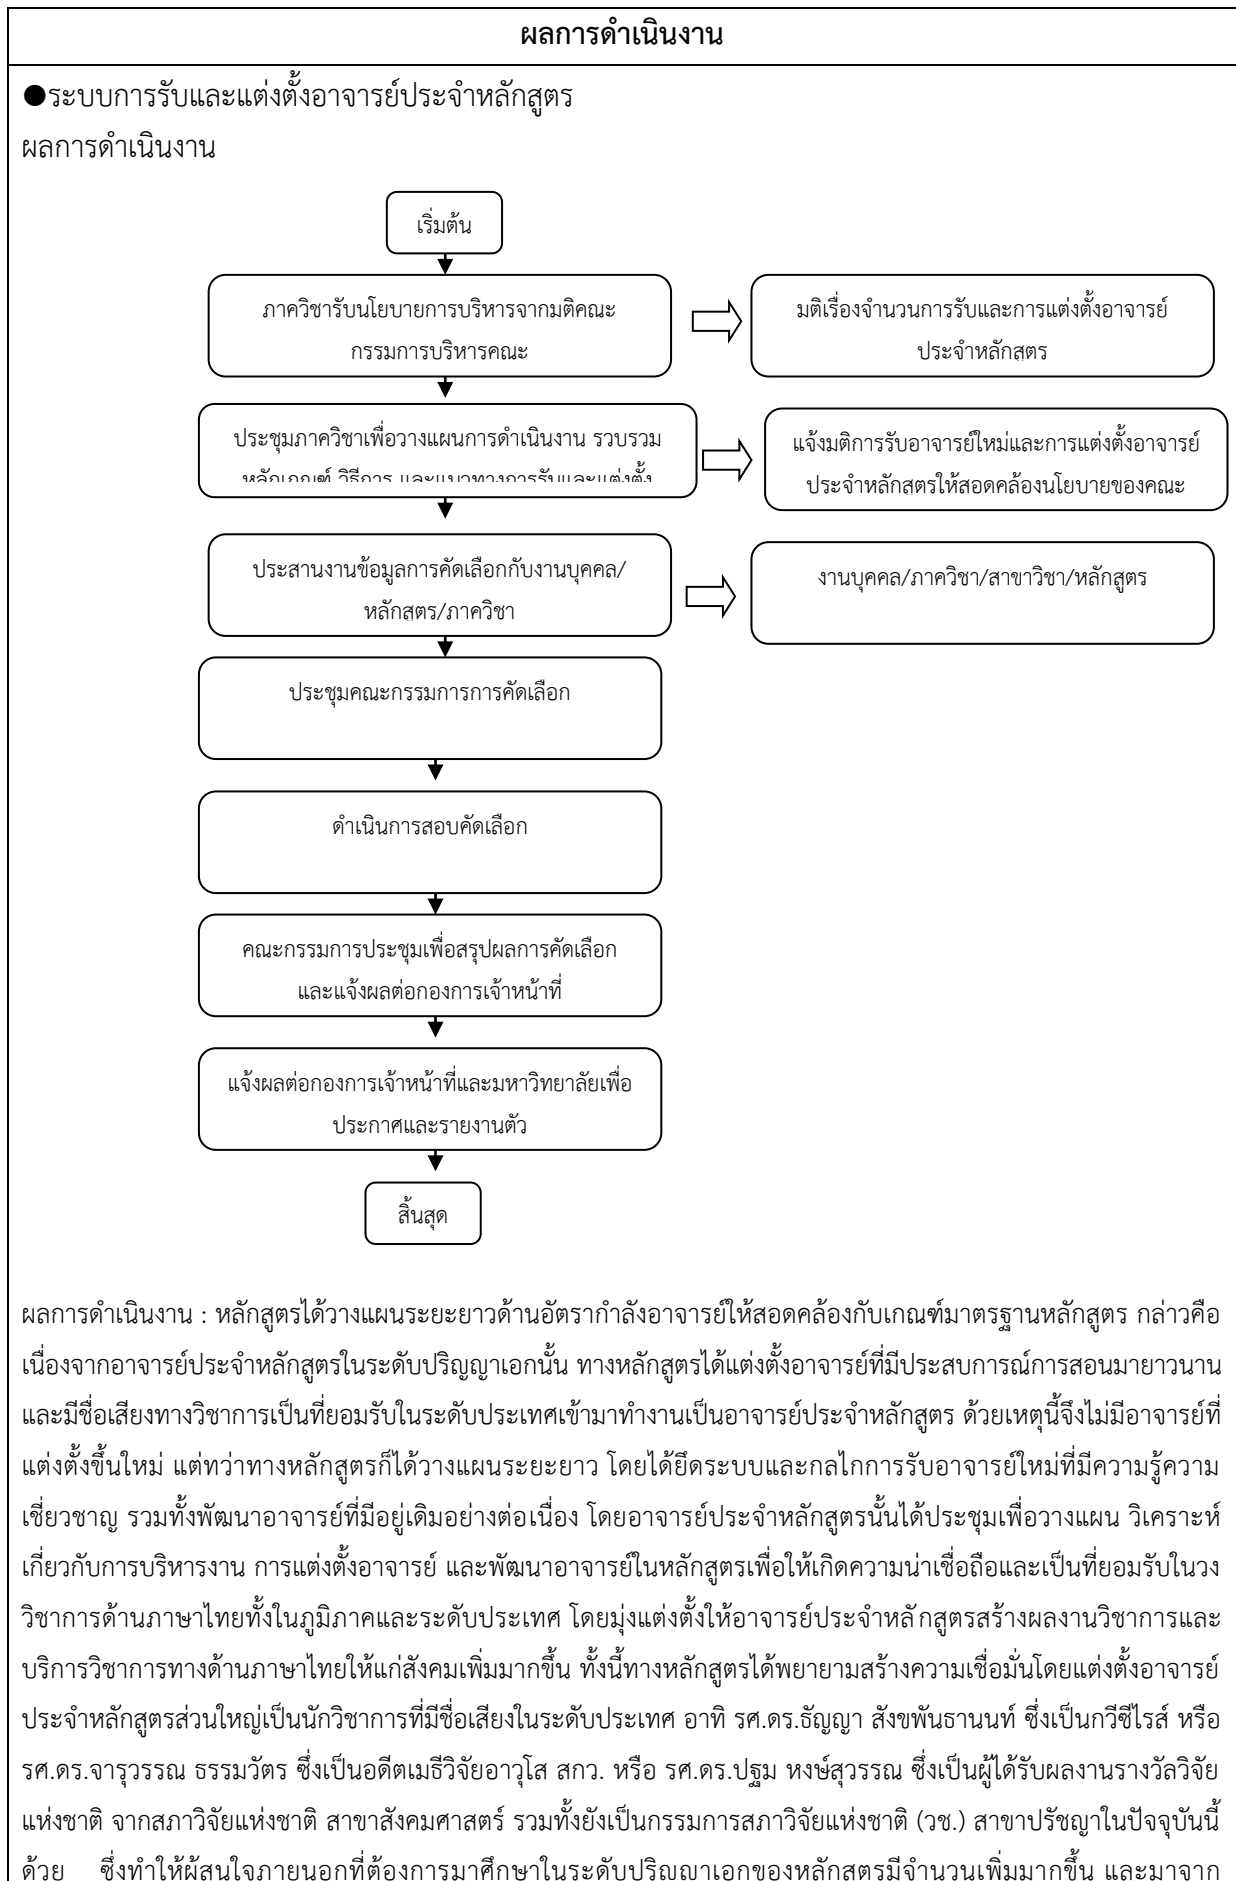 ผลการดำเนินงาน
●ระบบการรับและแต่งตั้งอาจารย์ประจำหลักสูตร
ผลการดำเนินงาน
เริ่มต้น
ภาควิชารับนโยบายการบริหารจากมติคณะ
กรรมการบริหารคณะ
มติเรื่องจำนวนการรับและการแต่งตั้งอาจารย์
ประจำหลักสูตร
ประชุมภาควิชาเพื่อวางแผนการดำเนินงาน รวบรวม
หลักเกณฑ์ วิธีการ และแนวทางการรับและแต่งตั้ง
แจ้งมติการรับอาจารย์ใหม่และการแต่งตั้งอาจารย์
ประจำหลักสูตรให้สอดคล้องนโยบายของคณะ
ประสานงานข้อมูลการคัดเลือกกับงานบุคคล/
หลักสูตร/ภาควิชา
งานบุคคล/ภาควิชา/สาขาวิชา/หลักสูตร
ประชุมคณะกรรมการการคัดเลือก
ดำเนินการสอบคัดเลือก
คณะกรรมการประชุมเพื่อสรุปผลการคัดเลือก
และแจ้งผลต่อกองการเจ้าหน้าที่
แจ้งผลต่อกองการเจ้าหน้าที่และมหาวิทยาลัยเพื่อ
ประกาศและรายงานตัว
สิ้นสุด
ผลการดำเนินงาน : หลักสูตรได้วางแผนระยะยาวด้านอัตรากำลังอาจารย์ให้สอดคล้องกับเกณฑ์มาตรฐานหลักสูตร กล่าวคือ
เนื่องจากอาจารย์ประจำหลักสูตรในระดับปริญญาเอกนั้น ทางหลักสูตรได้แต่งตั้งอาจารย์ที่มีประสบการณ์การสอนมายาวนาน
และมีชื่อเสียงทางวิชาการเป็นที่ยอมรับในระดับประเทศเข้ามาทำงานเป็นอาจารย์ประจำหลักสูตร ด้วยเหตุนี้จึงไม่มีอาจารย์ที่
แต่งตั้งขึ้นใหม่ แต่ทว่าทางหลักสูตรก็ได้วางแผนระยะยาว โดยได้ยึดระบบและกลไกการรับอาจารย์ใหม่ที่มีความรู้ความ
เชี่ยวชาญ รวมทั้งพัฒนาอาจารย์ที่มีอยู่เดิมอย่างต่อเนื่อง โดยอาจารย์ประจำหลักสูตรนั้นได้ประชุมเพื่อวางแผน วิเคราะห์
เกี่ยวกับการบริหารงาน การแต่งตั้งอาจารย์ และพัฒนาอาจารย์ในหลักสูตรเพื่อให้เกิดความน่าเชื่อถือและเป็นที่ยอมรับในวง
วิชาการด้านภาษาไทยทั้งในภูมิภาคและระดับประเทศ โดยมุ่งแต่งตั้งให้อาจารย์ประจำหลักสูตรสร้างผลงานวิชาการและ
บริการวิชาการทางด้านภาษาไทยให้แก่สังคมเพิ่มมากขึ้น ทั้งนี้ทางหลักสูตรได้พยายามสร้างความเชื่อมั่นโดยแต่งตั้งอาจารย์
ประจำหลักสูตรส่วนใหญ่เป็นนักวิชาการที่มีชื่อเสียงในระดับประเทศ อาทิ รศ.ดร.ธัญญา สังขพันธานนท์ ซึ่งเป็นกวีซีไรส์ หรือ
รศ.ดร.จารุวรรณ ธรรมวัตร ซึ่งเป็นอดีตเมธีวิจัยอาวุโส สกว. หรือ รศ.ดร.ปฐม หงษ์สุวรรณ ซึ่งเป็นผู้ได้รับผลงานรางวัลวิจัย
แห่งชาติ จากสภาวิจัยแห่งชาติ สาขาสังคมศาสตร์ รวมทั้งยังเป็นกรรมการสภาวิจัยแห่งชาติ (วช.) สาขาปรัชญาในปัจจุบันนี้
ด้วย ซึ่งทำให้ผู้สนใจภายนอกที่ต้องการมาศึกษาในระดับปริญญาเอกของหลักสูตรมีจำนวนเพิ่มมากขึ้น และมาจาก